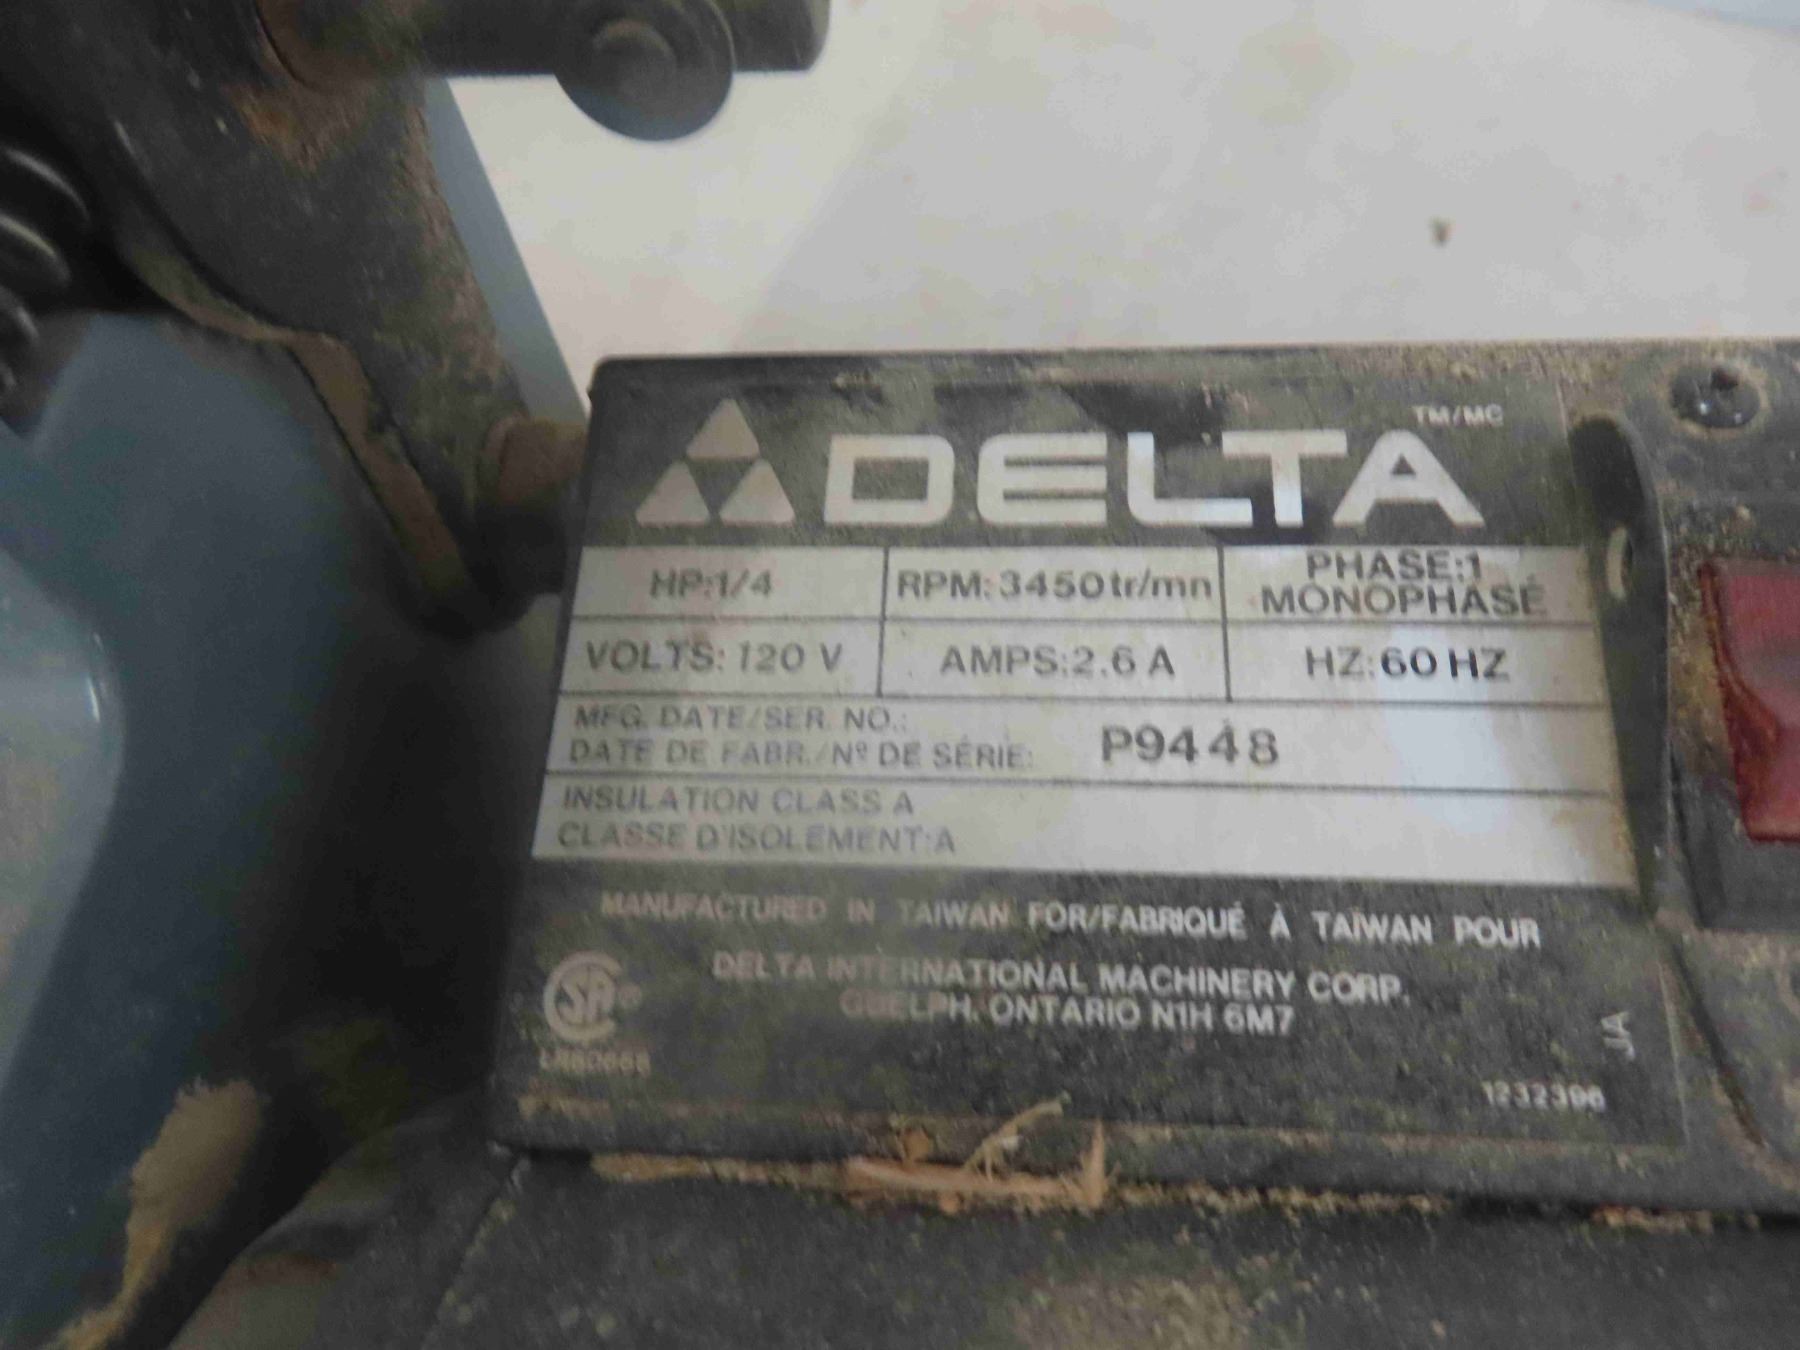 DELTA TM/MC
HP:1/4 RPM: 3450 tr/mn PHASE:1 MONOPHASÉ
VOLTS: 120 V AMPS:2.6 A HZ:60 HZ
MFG. DATE/SER. NO.:
DATE DE FABR./Nº DE SÉRIE: P9448
INSULATION CLASS A
CLASSE D'ISOLEMENT:A
MANUFACTURED IN TAIWAN FOR/FABRIQUÉ À TAIWAN POUR
DELTA INTERNATIONAL MACHINERY CORP.
GUELPH, ONTARIO N1H 6M7
JA
1232396